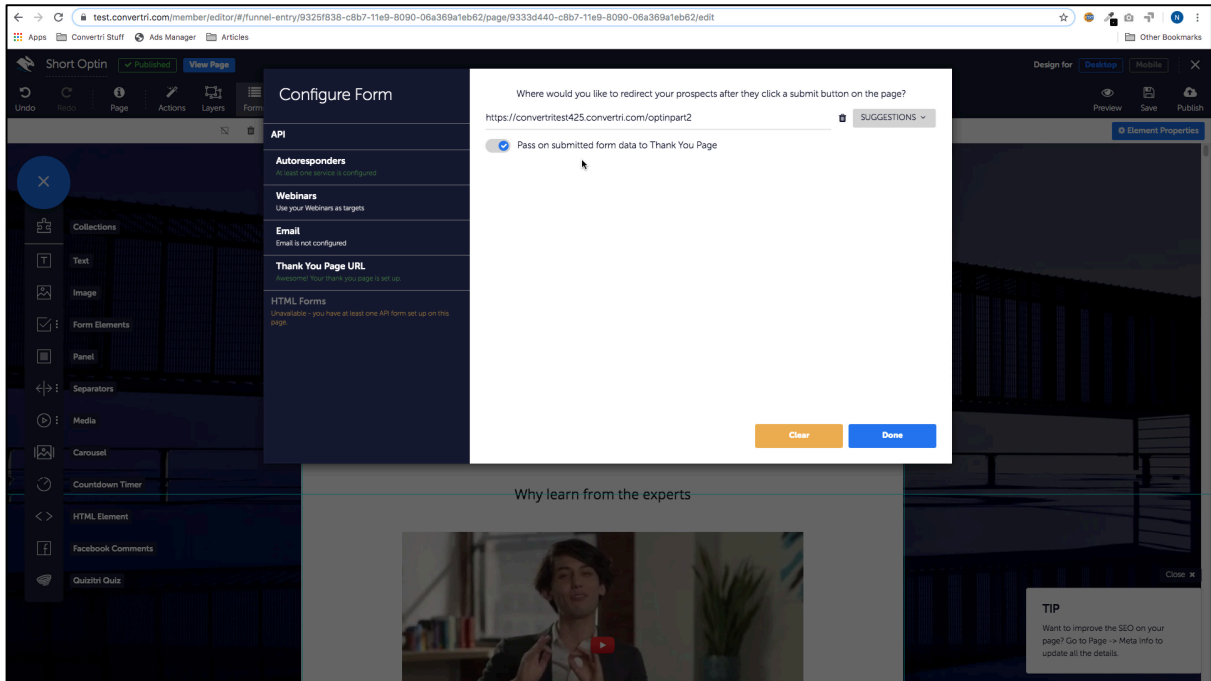 test.convertri.com/member/editor/#/funnel-entry/9325f838-c8b7-11e9-8090-06a369a1eb62/page/9333d440-c8b7-11e9-8090-06a369a1eb62/edit
N
Apps Convertri Stuff Ads Manager Articles Other Bookmarks
Short Optin Published View Page Design for Desktop Mobile
Undo Redo Page Actions Layers Form Preview Save Publish
Element Properties
Configure Form
API
Autoresponders
At least one service is configured
Webinars
Use your Webinars as targets
Email
Email is not configured
Thank You Page URL
Awesome! Your thank you page is set up.
HTML Forms
Unavailable - you have at least one API form set up on this
page.
Where would you like to redirect your prospects after they click a submit button on the page?
https://convertritest425.convertri.com/optinpart2 SUGGESTIONS
Pass on submitted form data to Thank You Page
Clear Done
Collections
Text
Image
Form Elements
Panel
Separators
Media
Carousel
Countdown Timer
HTML Element
Facebook Comments
Quizitri Quiz
Why learn from the experts
Close
TIP
Want to improve the SEO on your
page? Go to Page -> Meta Info to
update all the details.